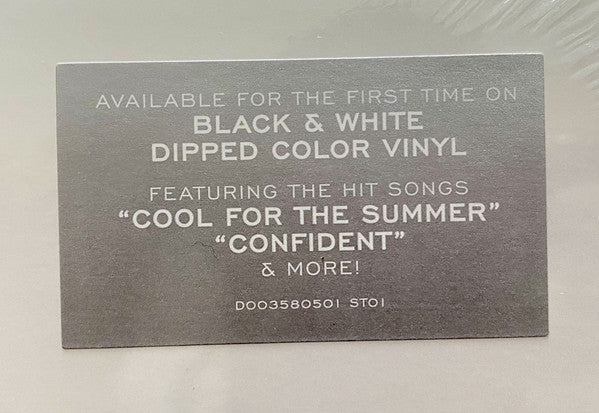 AVAILABLE FOR THE FIRST TIME ON
BLACK & WHITE
DIPPED COLOR VINYL
FEATURING THE HIT SONGS
“COOL FOR THE SUMMER”
“CONFIDENT”
& MORE!
D003580501 ST01